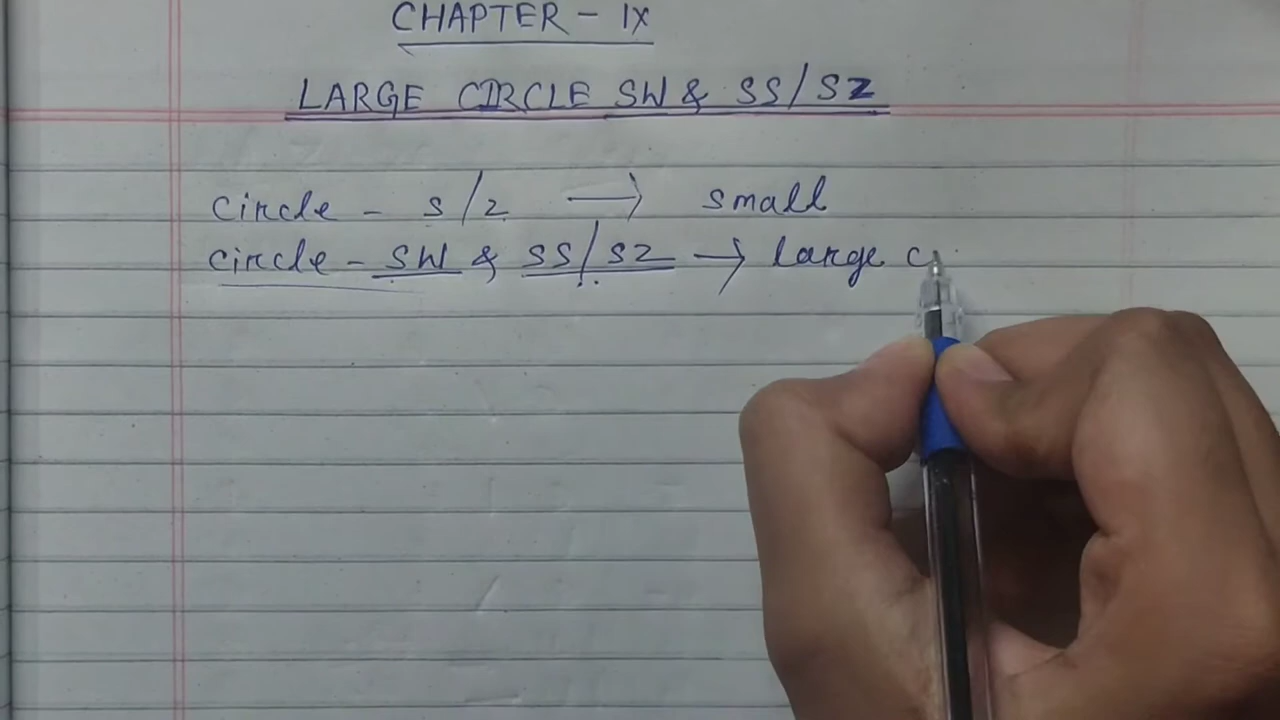 CHAPTER - IX
LARGE CIRCLE SW & SS/SZ
circle - s/z → small
circle - SW & SS/SZ → large c